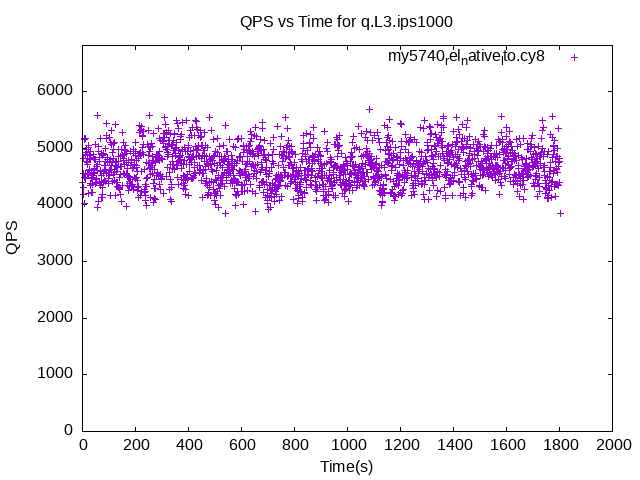 QPS vs Time for q.L3.ips1000
my5740relnativelto.cy8
6000
5000
4000
3000
2000
1000
0
QPS
0 200 400 600 800 1000 1200 1400 1600 1800 2000
Time(s)